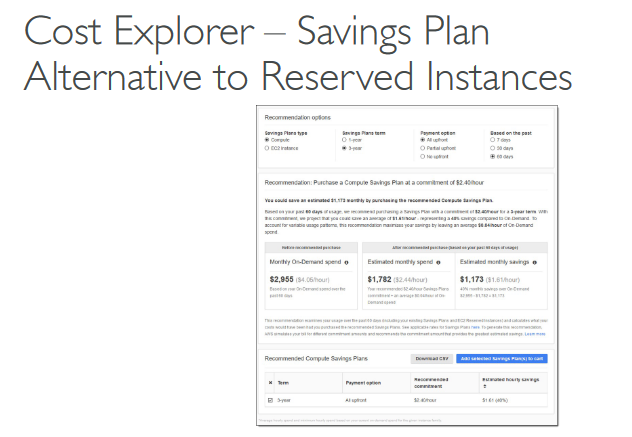 Cost Explorer – Savings Plan
Alternative to Reserved Instances
Recommendation options
Savings Plans type Savings Plans term Payment option Based on the past
Compute 1-year All upfront 7 days
EC2 Instance 3-year Partial upfront 30 days
No upfront 60 days
Recommendation: Purchase a Compute Savings Plan at a commitment of $2.40/hour
You could save an estimated $1,173 monthly by purchasing the recommended Compute Savings Plan.
Based on your past 60 days of usage, we recommend purchasing a Savings Plan with a commitment of $2.40/hour for a 3-year term. With
this commitment, we project that you could save an average of $1.61/hour - representing a 40% savings compared to On-Demand. To
account for variable usage patterns, this recommendation maximizes your savings by leaving an average $0.04/hour of On-Demand
spend.
Before recommended purchase After recommended purchase (based on your past 60 days of usage)
Monthly On-Demand spend Estimated monthly spend Estimated monthly savings
$2,955 ($4.05/hour) $1,782 ($2.44/hour) $1,173 ($1.61/hour)
Based on your On-Demand spend over the Your recommended $2.40/hour Savings Plans 40% monthly savings over On-Demand
past 60 days commitment + an average $0.04/hour of On- $2,955 - $1,782 = $1,173
Demand spend
This recommendation examines your usage over the past 60 days (including your existing Savings Plans and EC2 Reserved Instances) and calculates what your
costs would have been had you purchased the recommended Savings Plans. See applicable rates for Savings Plans here. To generate this recommendation,
AWS simulates your bill for different commitment amounts and recommends the commitment amount that provides the greatest estimated savings. Learn more
Recommended Compute Savings Plans Download CSV Add selected Savings Plan(s) to cart
Term Payment option Recommended commitment Estimated hourly savings
3-year All upfront $2.40/hour $1.61 (40%)